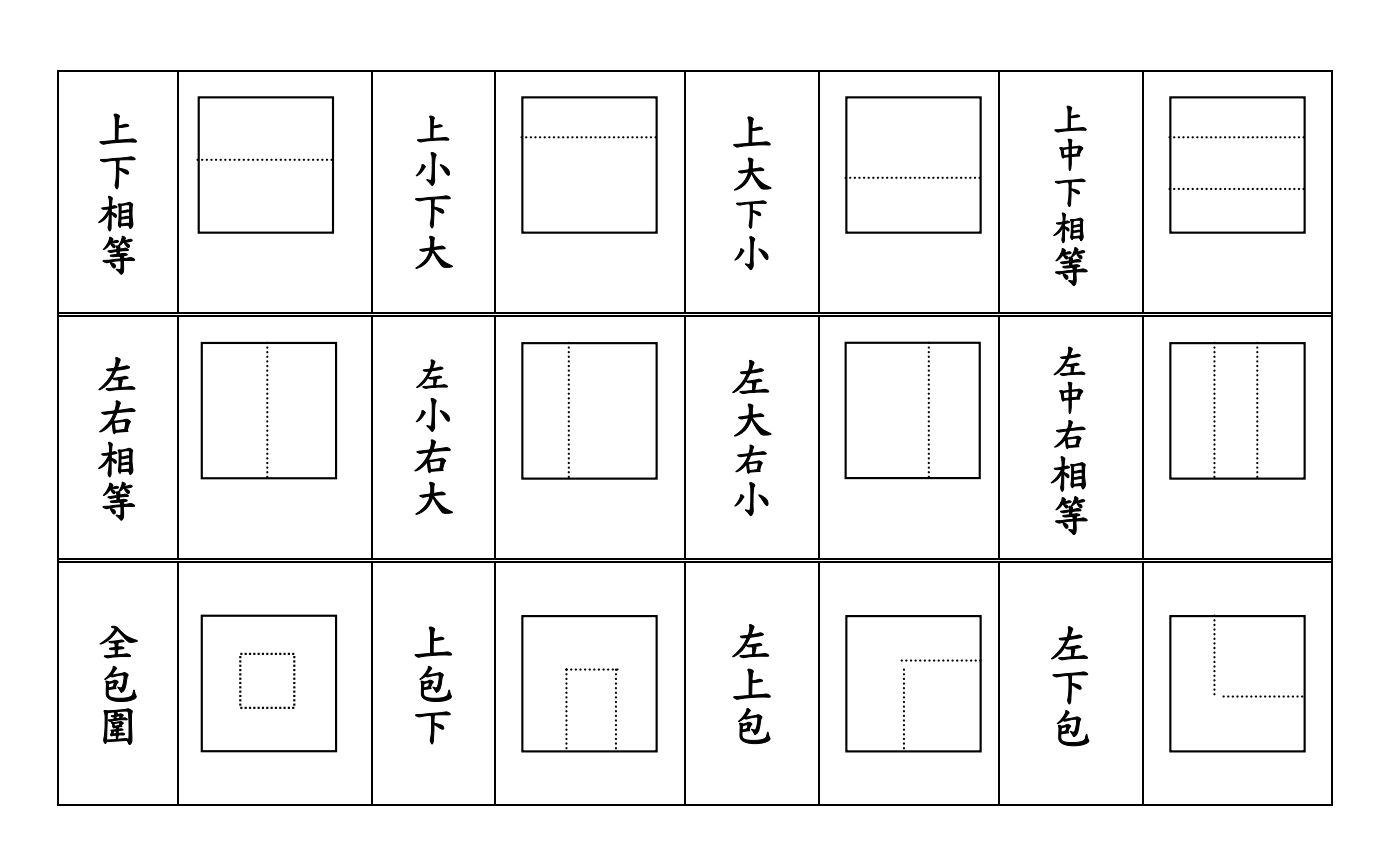 上下相等
上小下大
上大下小
上中下相等
左右相等
左小右大
左大右小
左中右相等
全包圍
上包下
左上包
左下包